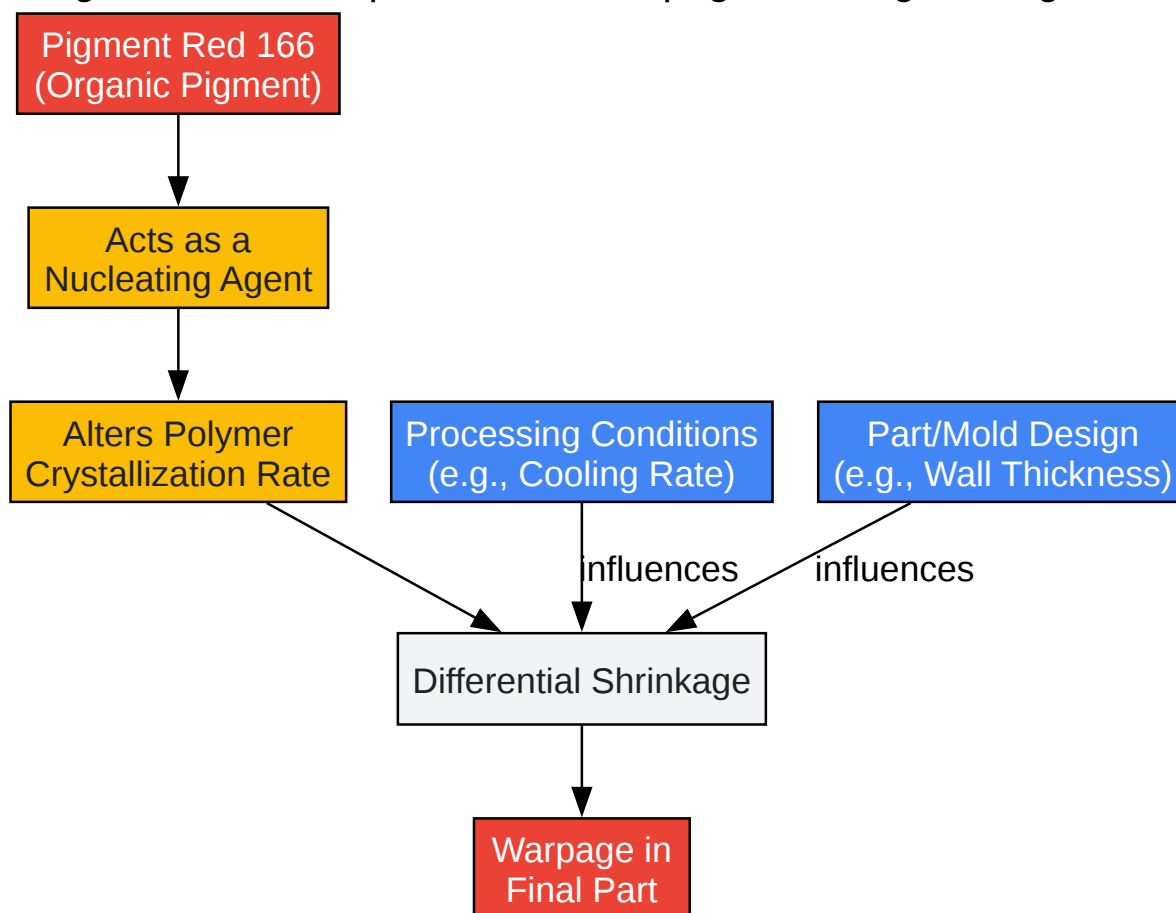 Pigment Red 166
(Organic Pigment)
Acts as a
Nucleating Agent
Alters Polymer
Crystallization Rate
Processing Conditions
(e.g., Cooling Rate)
Part/Mold Design
(e.g., Wall Thickness)
influences
influences
Differential Shrinkage
Warpage in
Final Part